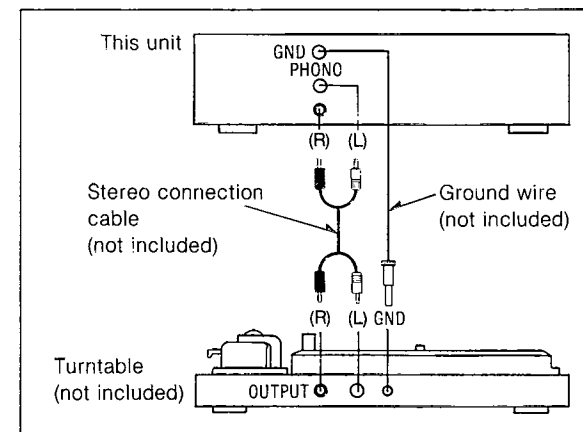 This unit
GND
PHONO
(R) (L)
Stereo connection
cable
(not included)
Ground wire
(not included)
(R) (L) GND
Turntable
(not included)
OUTPUT